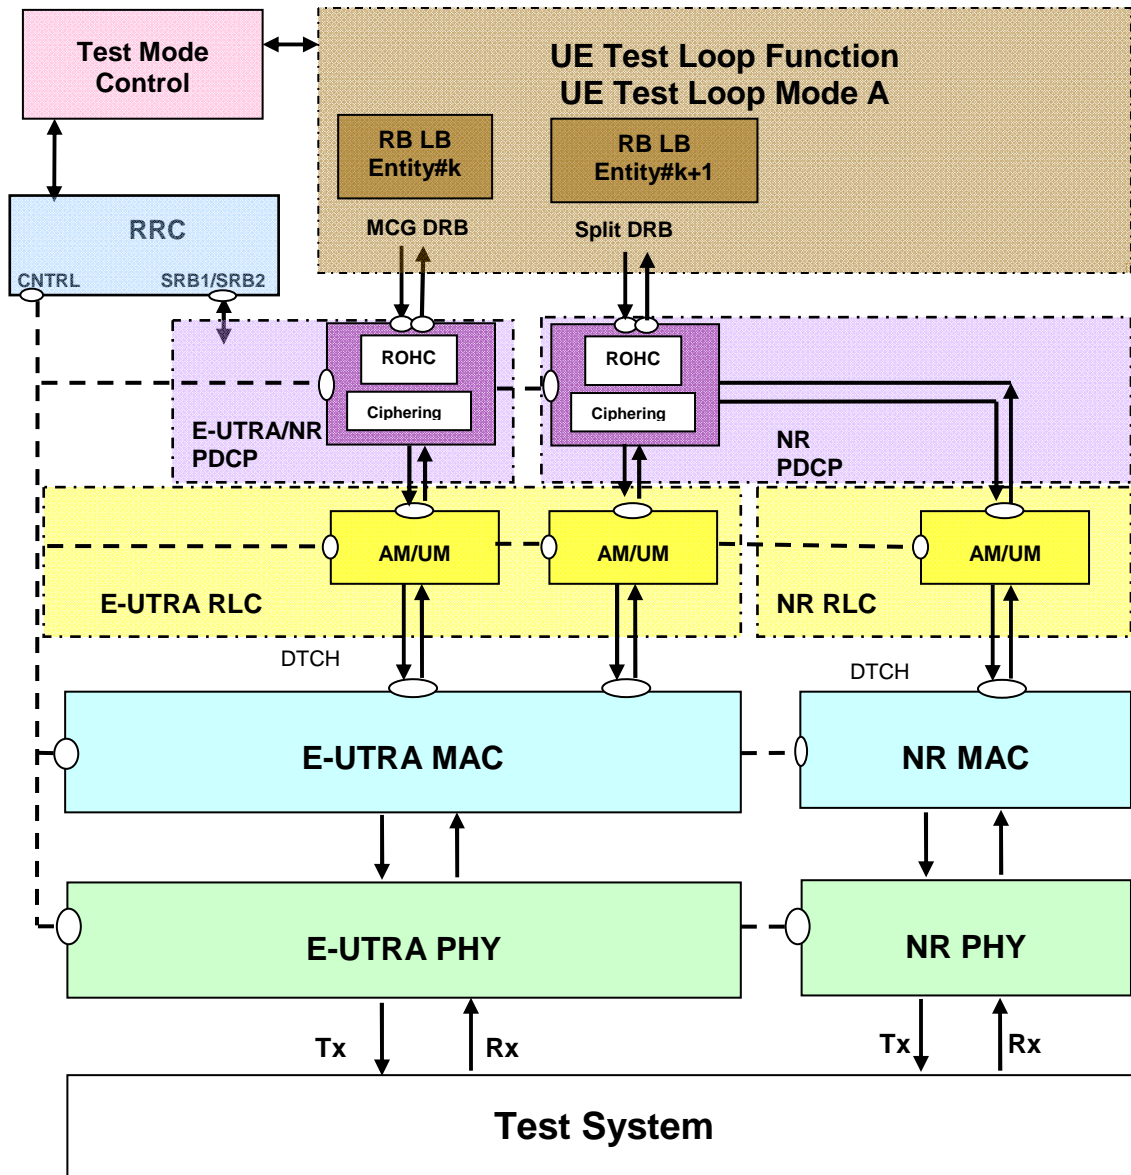 Test Mode
Control
UE Test Loop Function
UE Test Loop Mode A
RB LB
Entity#k
RB LB
Entity#k+1
MCG DRB
Split DRB
RRC
CNTRL
SRB1/SRB2
ROHC
Ciphering
ROHC
Ciphering
E-UTRA/NR
PDCP
NR
PDCP
AM/UM
AM/UM
AM/UM
E-UTRA RLC
NR RLC
DTCH
DTCH
E-UTRA MAC
NR MAC
E-UTRA PHY
NR PHY
Tx
Rx
Tx
Rx
Test System